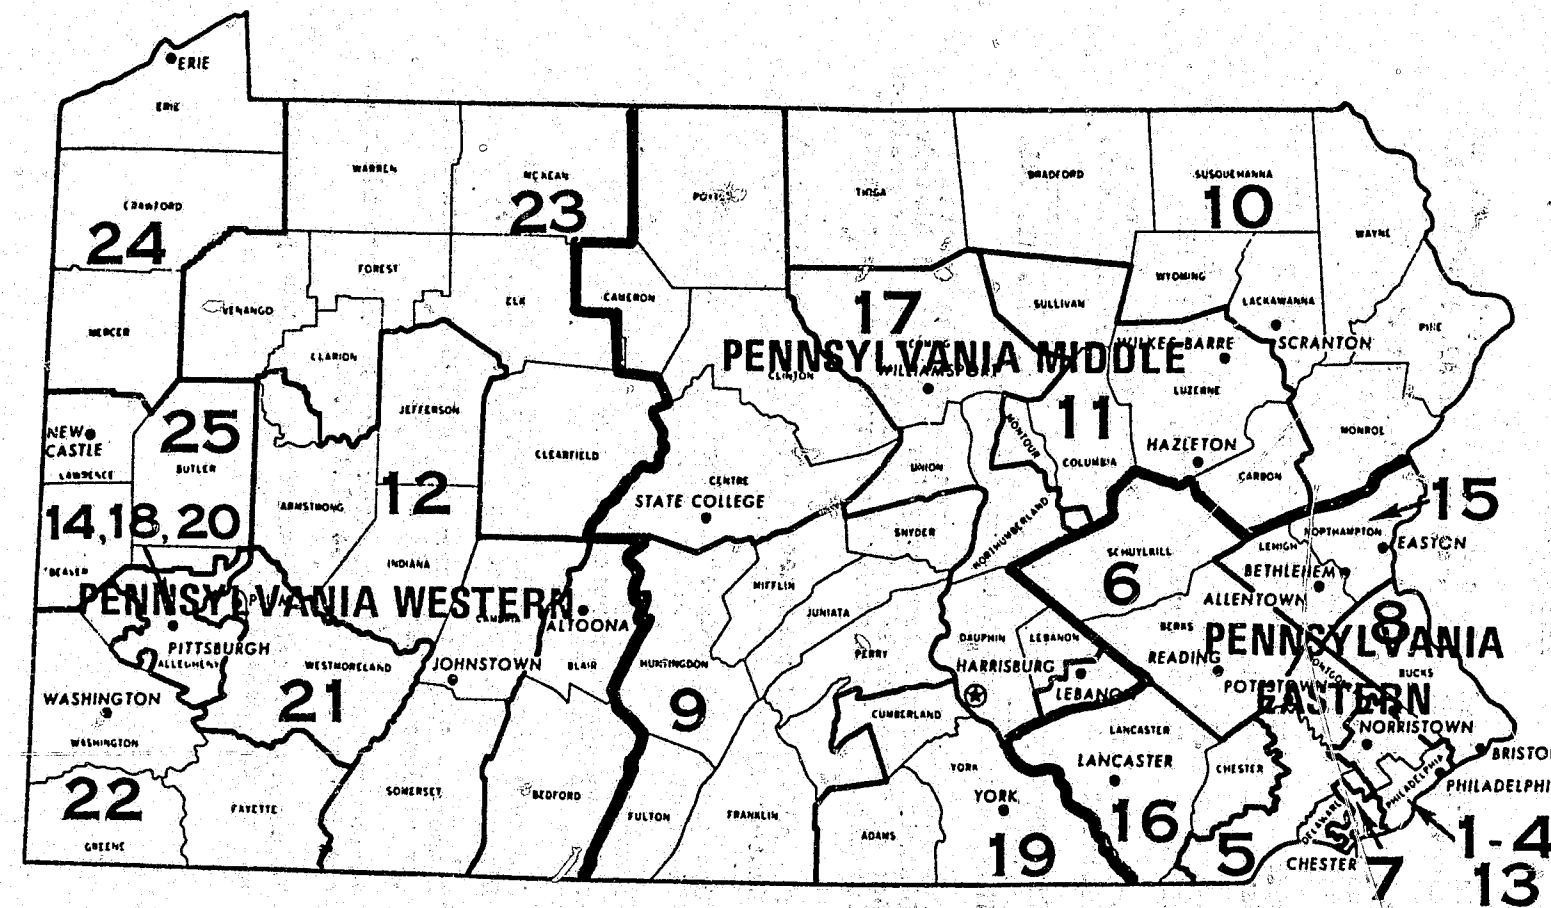 ERIE
ERIE
WARREN
MCKEAN
23
CRAWFORD
24
TIOGA
BRADFORD
SUSQUEHANNA
10
WAYNE
FOREST
WYOMING
ELK
CAMERON
VENANGO
17
SULLIVAN
LACKAWANNA
MERCER
CLARION
PIKE
PENNSYLVANIA MIDDLE
WILKES-BARRE
SCRANTON
CLINTON
WILLIAMSPORT
LUZERNE
JEFFERSON
25
BUTLER
NEW
CASTLE
LAWRENCE
MONTOUR
11
COLUMBIA
HAZLETON
MONROE
CLEARFIELD
UNION
CENTRE
STATE COLLEGE
CARBON
12
ARMSTRONG
14,18,20
15
NORTHUMBERLAND
SNYDER
NORTHAMPTON
EASTON
LEHIGH
SCHUYLKILL
6
BETHLEHEM
ALLENTOWN
INDIANA
BEAVER
MIFFLIN
PENNSYLVANIA WESTERN
CAMBRIA
ALTOONA
JUNIATA
8
PENNSYLVANIA
EASTERN
BERKS
READING
POTTSTOWN
BUCKS
DAUPHIN
LEBANON
PERRY
HARRISBURG
LEBANON
PITTSBURGH
ALLEGHENY
WESTMORELAND
JOHNSTOWN
BLAIR
HUNTINGDON
9
WASHINGTON
21
CUMBERLAND
NORRISTOWN
WASHINGTON
LANCASTER
LANCASTER
CHESTER
BRISTO
PHILADELPHIA
PHILADELPHI
22
GREENE
FAYETTE
SOMERSET
BEDFORD
FULTON
FRANKLIN
YORK
YORK
ADAMS
16
19
5
DELAWARE
CHESTER
7
1-4
13